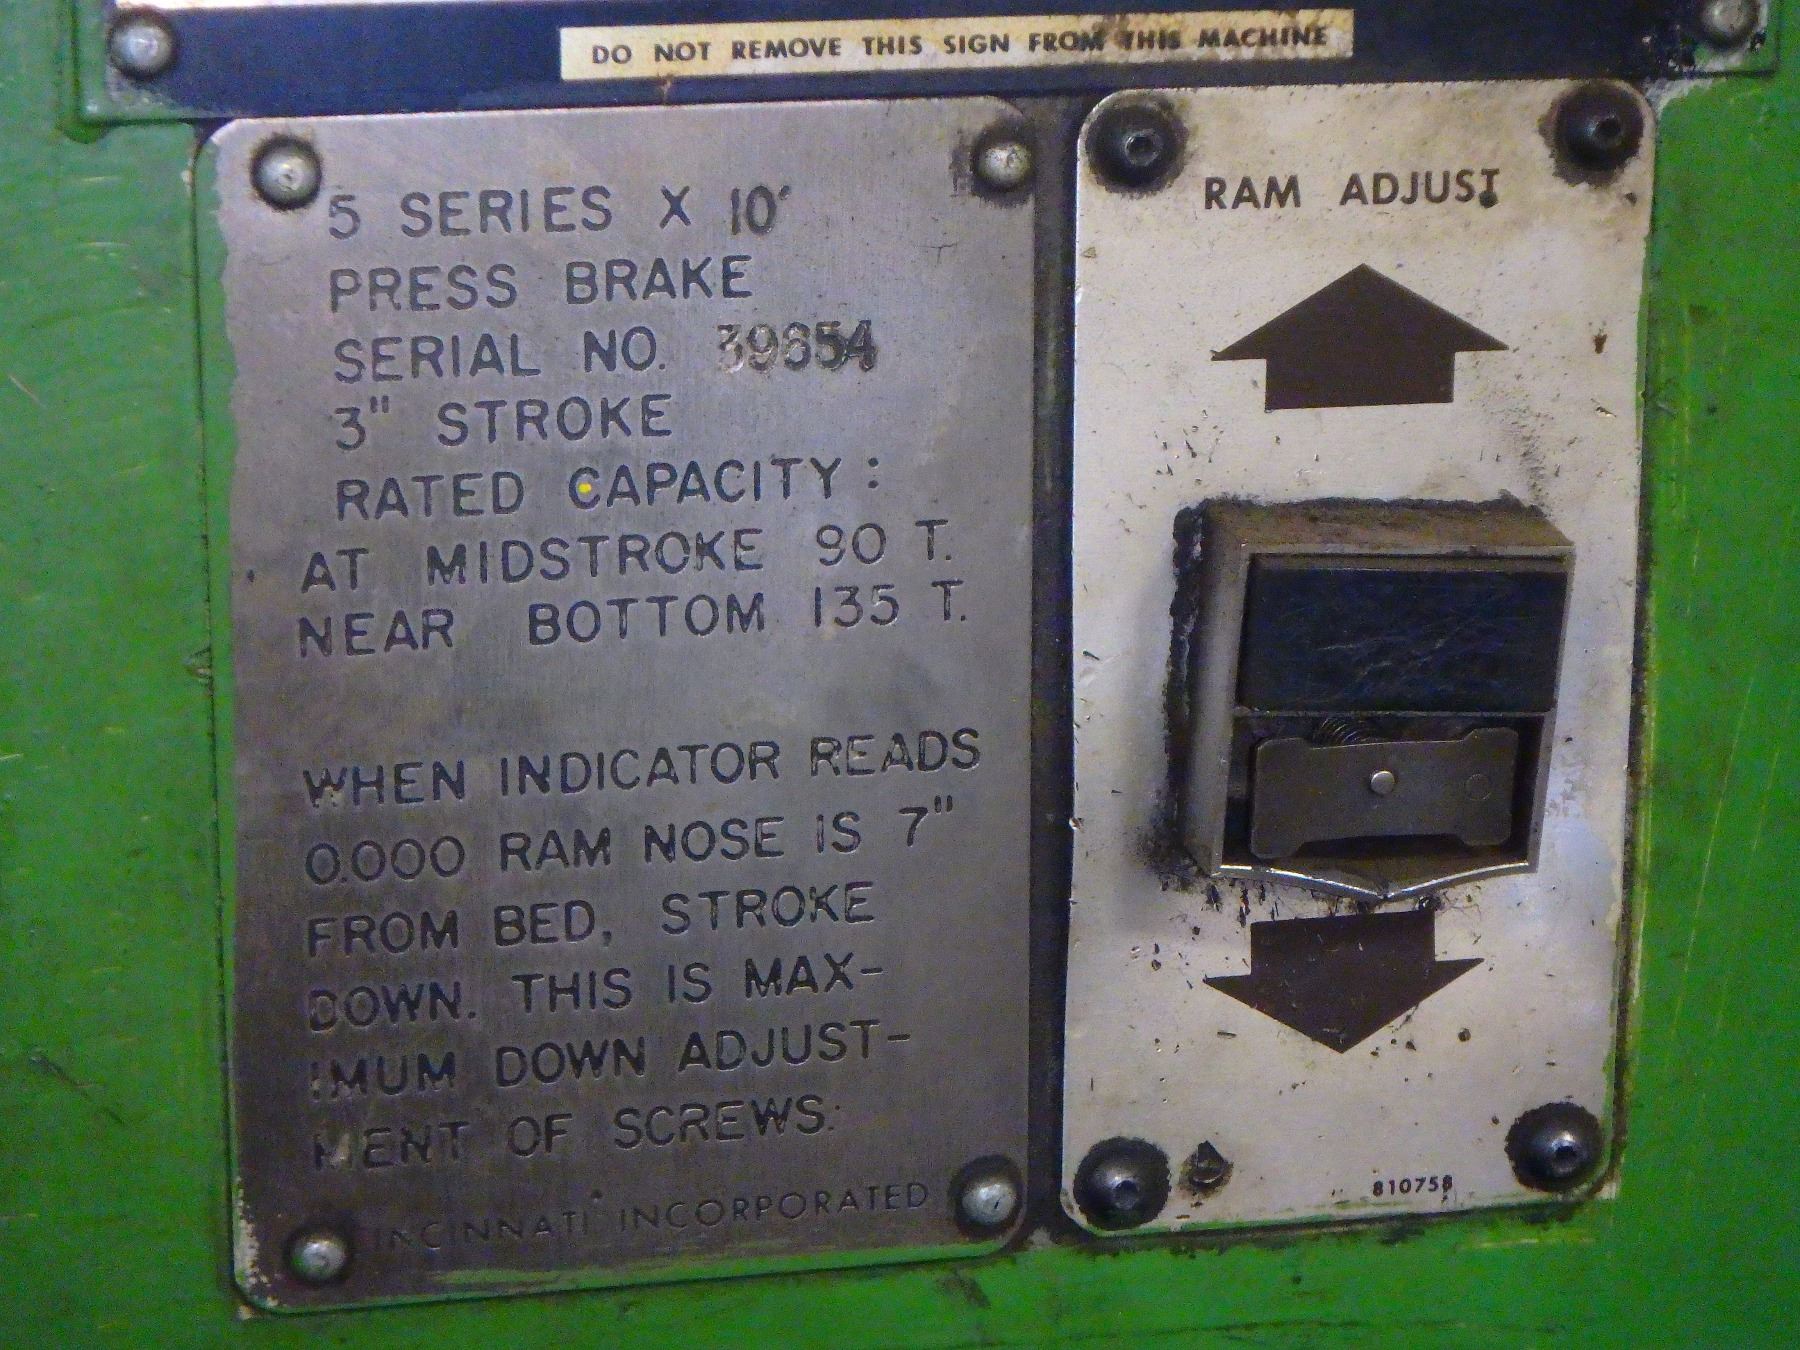 DO NOT REMOVE THIS SIGN FROM THIS MACHINE
5 SERIES X 10'
PRESS BRAKE
SERIAL NO. 39654
3" STROKE
RATED CAPACITY:
AT MIDSTROKE 90 T.
NEAR BOTTOM 135 T.
WHEN INDICATOR READS
0.000 RAM NOSE IS 7"
FROM BED, STROKE
DOWN. THIS IS MAX-
IMUM DOWN ADJUST-
MENT OF SCREWS.
CINCINNATI INCORPORATED
RAM ADJUST
810758